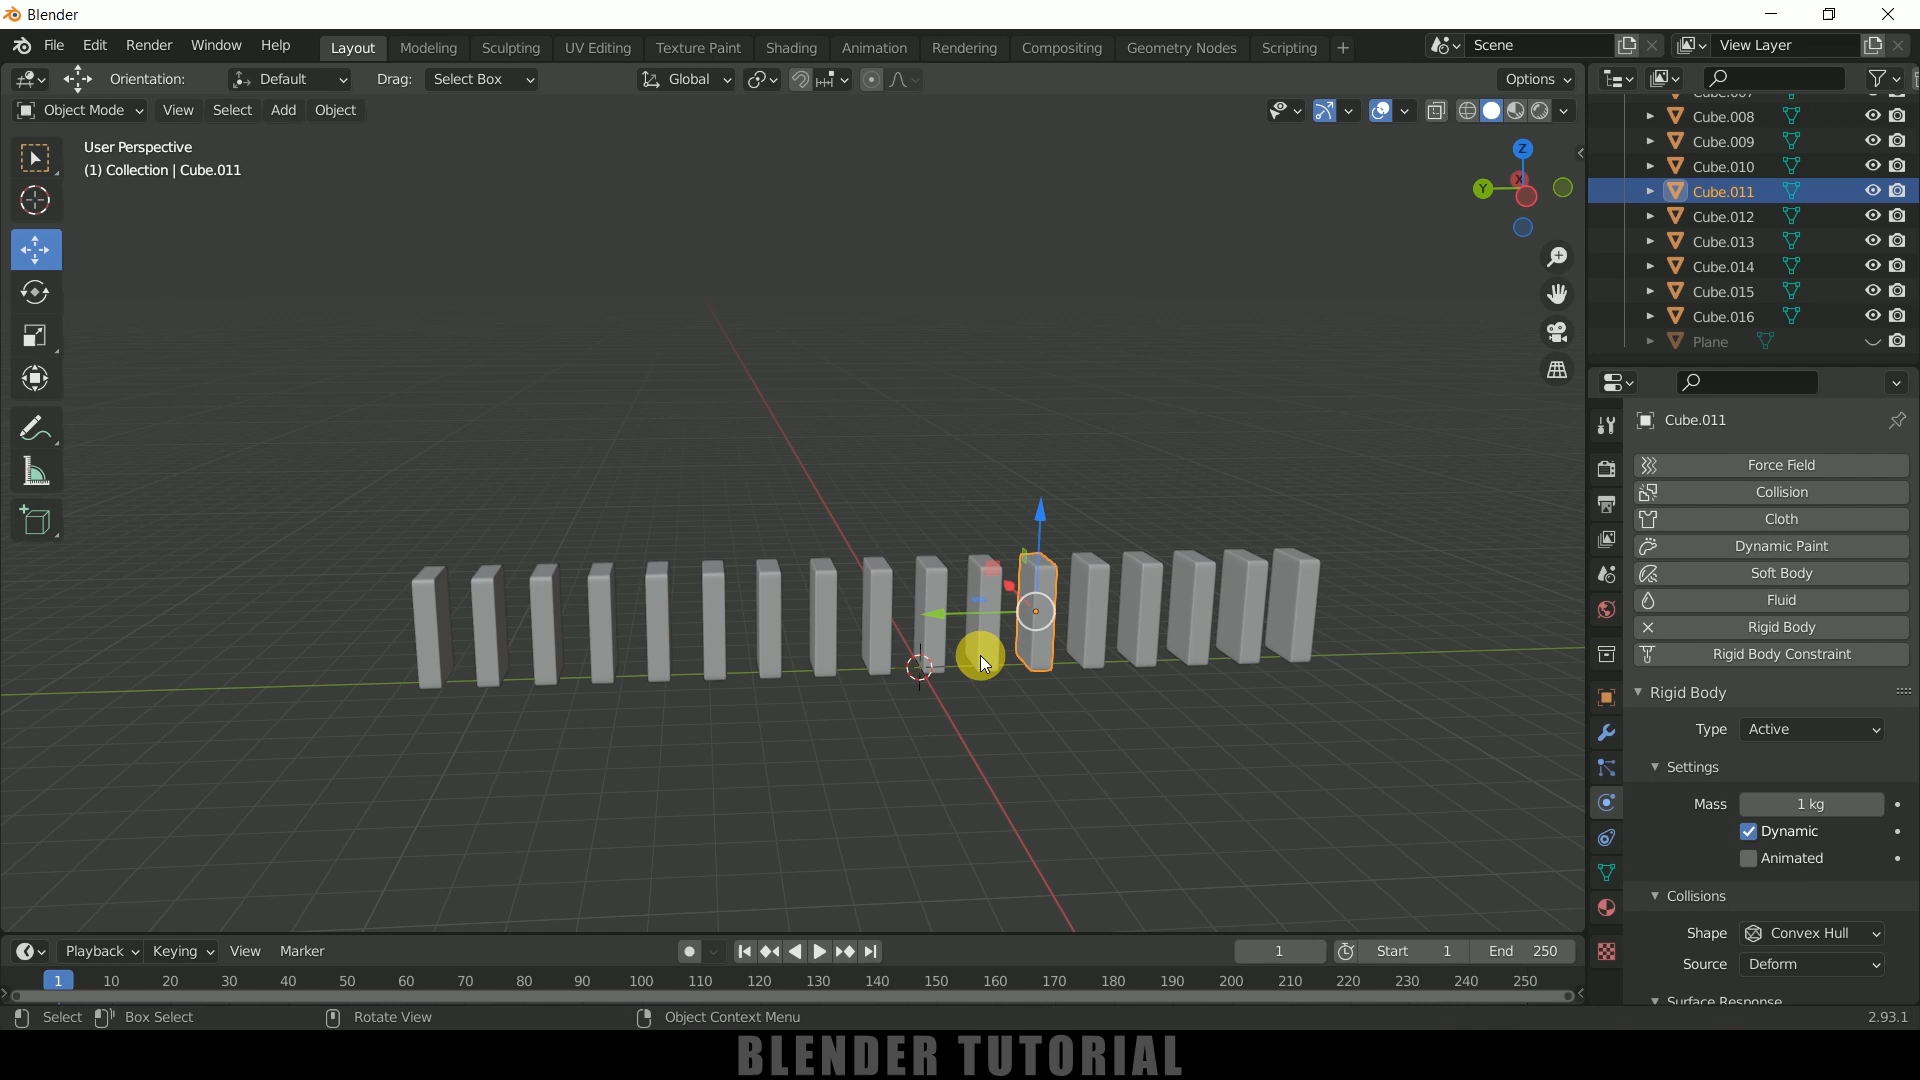 Blender
File Edit Render Window Help Layout Modeling Sculpting UV Editing Texture Paint Shading Animation Rendering Compositing Geometry Nodes Scripting + Scene View Layer
Orientation: Default Drag: Select Box Global Options
Object Mode View Select Add Object
User Perspective
(1) Collection | Cube.011
Z
Y
X
Cube.007
Cube.008
Cube.009
Cube.010
Cube.011
Cube.012
Cube.013
Cube.014
Cube.015
Cube.016
Plane
Cube.011
Force Field
Collision
Cloth
Dynamic Paint
Soft Body
Fluid
Rigid Body
Rigid Body Constraint
Rigid Body
Type Active
Settings
Mass 1 kg
Dynamic
Animated
Collisions
Shape Convex Hull
Source Deform
Surface Response
Playback Keying View Marker 1 Start 1 End 250
1 10 20 30 40 50 60 70 80 90 100 110 120 130 140 150 160 170 180 190 200 210 220 230 240 250
Select Box Select Rotate View Object Context Menu 2.93.1
BLENDER TUTORIAL